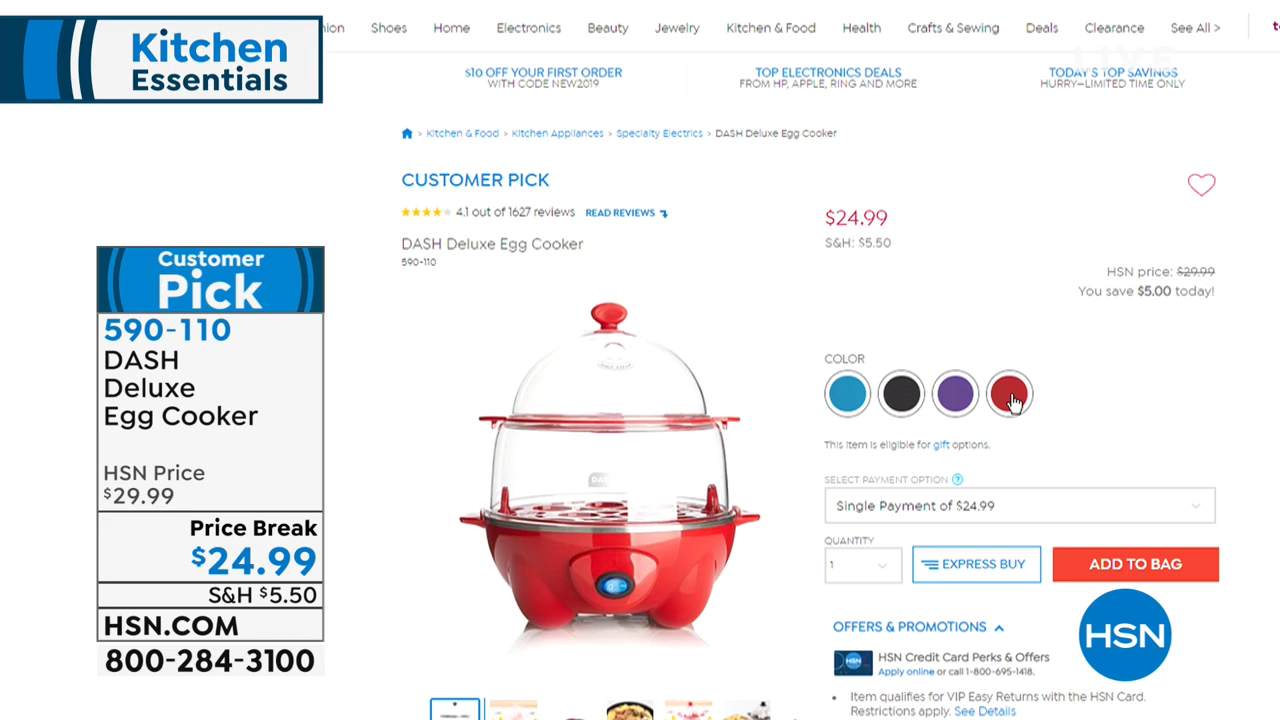 Kitchen
Essentials
Shoes Home Electronics Beauty Jewelry Kitchen & Food Health Crafts & Sewing Deals Clearance See All >
LIVE
$10 OFF YOUR FIRST ORDER
WITH CODE NEW2019
TOP ELECTRONICS DEALS
FROM HP, APPLE, RING AND MORE
TODAY'S TOP SAVINGS
HURRY—LIMITED TIME ONLY
> Kitchen & Food > Kitchen Appliances > Specialty Electrics > DASH Deluxe Egg Cooker
CUSTOMER PICK
4.1 out of 1627 reviews READ REVIEWS
DASH Deluxe Egg Cooker
590-110
$24.99
S&H: $5.50
HSN price: $29.99
You save $5.00 today!
COLOR
This item is eligible for gift options.
SELECT PAYMENT OPTION ?
Single Payment of $24.99
QUANTITY
1
EXPRESS BUY
ADD TO BAG
OFFERS & PROMOTIONS
HSN
HSN Credit Card Perks & Offers
Apply online or call 1-800-695-1418.
• Item qualifies for VIP Easy Returns with the HSN Card.
Restrictions apply. See Details
HSN
Customer
Pick
590-110
DASH
Deluxe
Egg Cooker
HSN Price
$29.99
Price Break
$24.99
S&H $5.50
HSN.COM
800-284-3100